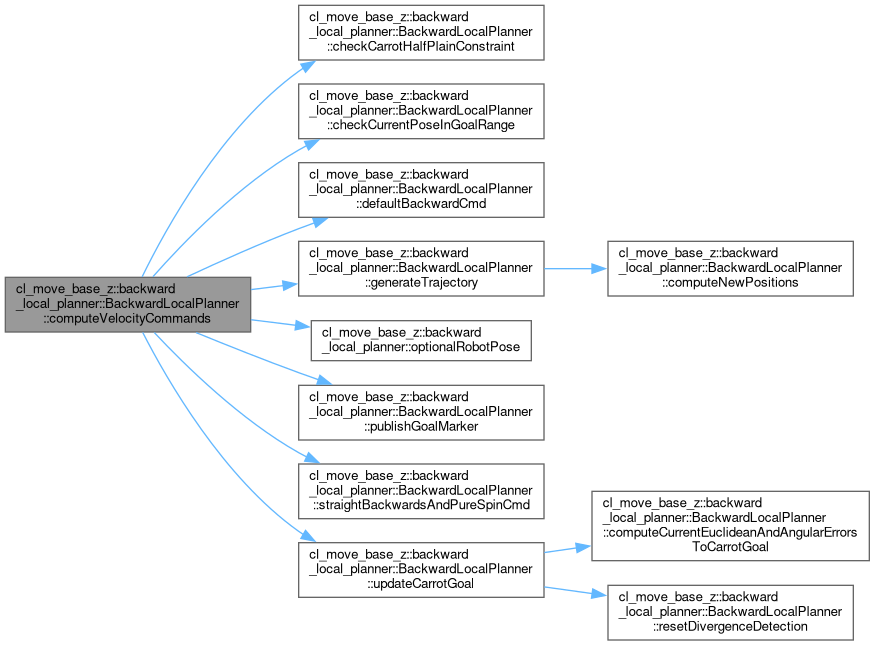 cl_move_base_z::backward
_local_planner::BackwardLocalPlanner
::checkCarrotHalfPlainConstraint
cl_move_base_z::backward
_local_planner::BackwardLocalPlanner
::checkCurrentPoseInGoalRange
cl_move_base_z::backward
_local_planner::BackwardLocalPlanner
::defaultBackwardCmd
cl_move_base_z::backward
_local_planner::BackwardLocalPlanner
::generateTrajectory
cl_move_base_z::backward
_local_planner::BackwardLocalPlanner
::computeNewPositions
cl_move_base_z::backward
_local_planner::BackwardLocalPlanner
::computeVelocityCommands
cl_move_base_z::backward
_local_planner::optionalRobotPose
cl_move_base_z::backward
_local_planner::BackwardLocalPlanner
::publishGoalMarker
cl_move_base_z::backward
_local_planner::BackwardLocalPlanner
::straightBackwardsAndPureSpinCmd
cl_move_base_z::backward
_local_planner::BackwardLocalPlanner
::computeCurrentEuclideanAndAngularErrors
ToCarrotGoal
cl_move_base_z::backward
_local_planner::BackwardLocalPlanner
::updateCarrotGoal
cl_move_base_z::backward
_local_planner::BackwardLocalPlanner
::resetDivergenceDetection